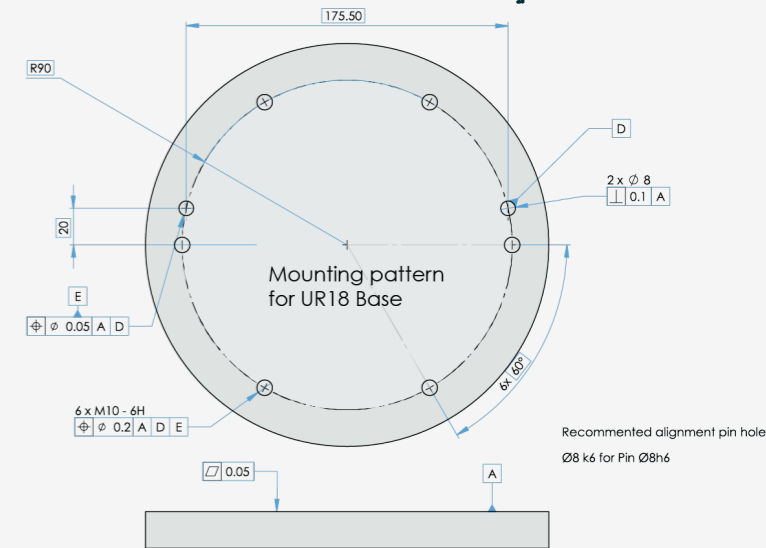 175.50
R90
D
2 x ∅ 8
⊥ 0.1 A
20
Mounting pattern
for UR18 Base
E
⌖ ∅ 0.05 A D
6x 60°
6 x M10 - 6H
⌖ ∅ 0.2 A D E
Recommented alignment pin hole
Ø8 k6 for Pin Ø8h6
⏥ 0.05
A